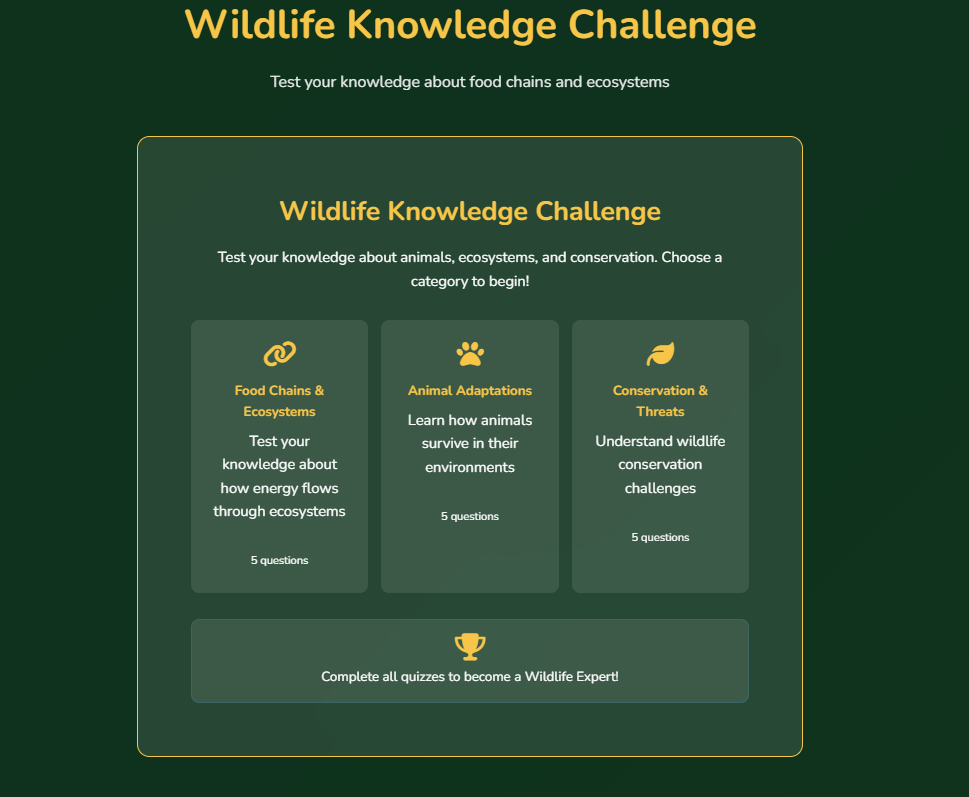 Wildlife Knowledge Challenge
Test your knowledge about food chains and ecosystems
Wildlife Knowledge Challenge
Test your knowledge about animals, ecosystems, and conservation. Choose a
category to begin!
Food Chains &
Ecosystems
Test your
knowledge about
how energy flows
through ecosystems
5 questions
Animal Adaptations
Learn how animals
survive in their
environments
5 questions
Conservation &
Threats
Understand wildlife
conservation
challenges
5 questions
Complete all quizzes to become a Wildlife Expert!